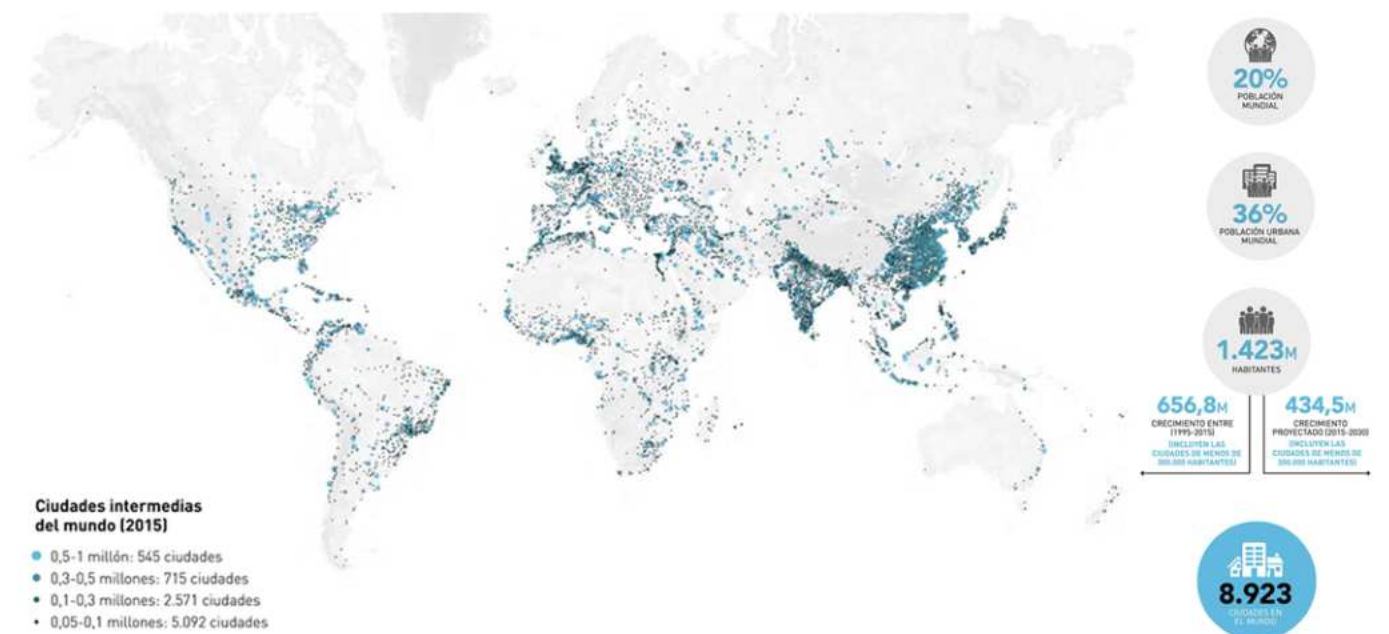 20%
POBLACIÓN
MUNDIAL
36%
POBLACIÓN URBANA
MUNDIAL
1.423M
HABITANTES
656,8M
CRECIMIENTO ENTRE
(1995-2015)
(INCLUYEN LAS
CIUDADES DE MENOS DE
300.000 HABITANTES)
434,5M
CRECIMIENTO
PROYECTADO (2015-2030)
(INCLUYEN LAS
CIUDADES DE MENOS DE
300.000 HABITANTES)
Ciudades intermedias
del mundo (2015)
0,5-1 millón: 545 ciudades
0,3-0,5 millones: 715 ciudades
0,1-0,3 millones: 2.571 ciudades
0,05-0,1 millones: 5.092 ciudades
8.923
CIUDADES EN
EL MUNDO